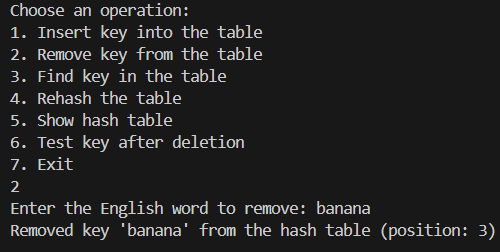 Choose an operation:
1. Insert key into the table
2. Remove key from the table
3. Find key in the table
4. Rehash the table
5. Show hash table
6. Test key after deletion
7. Exit
2
Enter the English word to remove: banana
Removed key 'banana' from the hash table (position: 3)